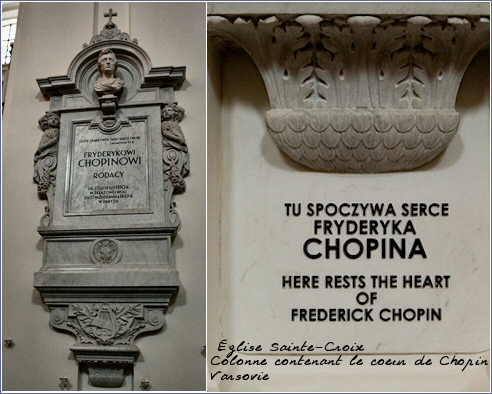 FRYDERYKOWI
CHOPINOWI
RODACY
TU SPOCZYWA SERCE
FRYDERYKA
CHOPINA
HERE RESTS THE HEART
OF
FREDERICK CHOPIN
Église Sainte-Croix
Colonne contenant le coeur de Chopin
Varsovie